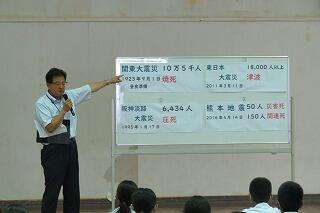 関東大震災 10万5千人
1923年9月1日 焼死
昼食準備
東日本 18,000人以上
大震災 津波
2011年3月11日
阪神淡路 6,434人
大震災 圧死
1995年1月17日
熊本地震 50人 災害死
2016年4月14日 150人 関連死